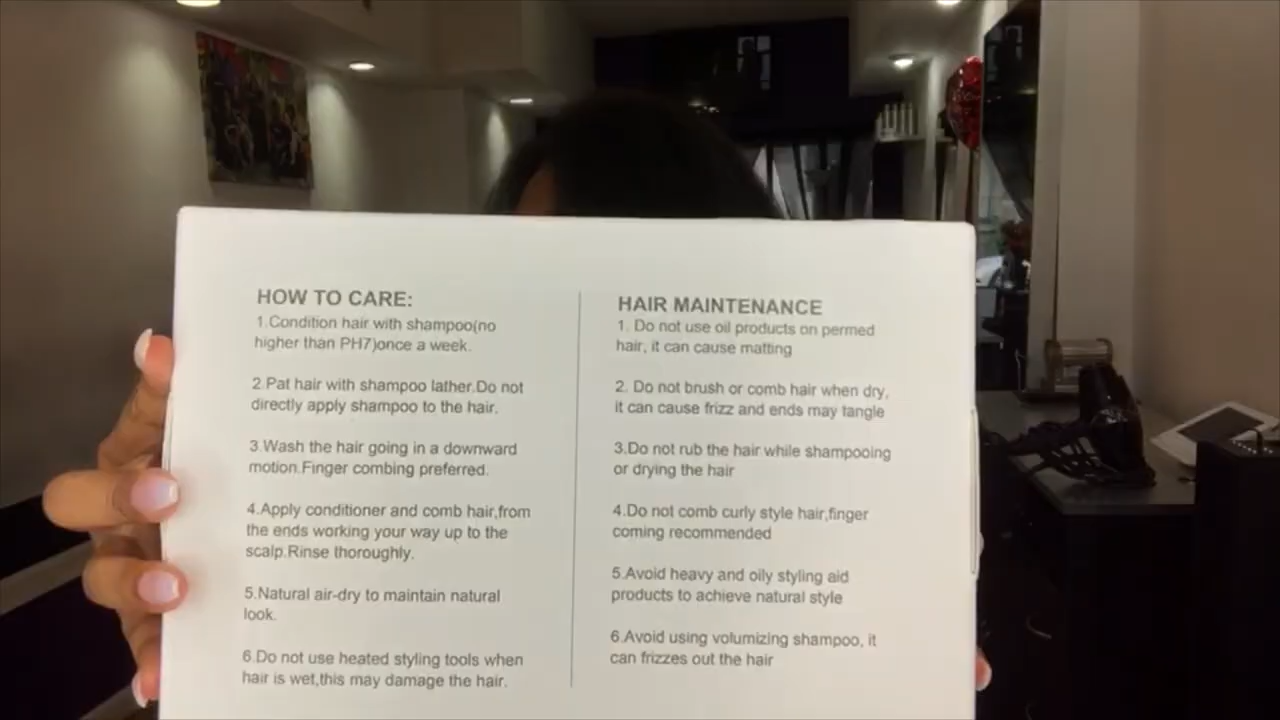 HOW TO CARE:
1.Condition hair with shampoo(no
higher than PH7)once a week.
2.Pat hair with shampoo lather.Do not
directly apply shampoo to the hair.
3.Wash the hair going in a downward
motion.Finger combing preferred.
4.Apply conditioner and comb hair,from
the ends working your way up to the
scalp.Rinse thoroughly.
5.Natural air-dry to maintain natural
look.
6.Do not use heated styling tools when
hair is wet,this may damage the hair.
HAIR MAINTENANCE
1. Do not use oil products on permed
hair, it can cause matting
2. Do not brush or comb hair when dry,
it can cause frizz and ends may tangle
3.Do not rub the hair while shampooing
or drying the hair
4.Do not comb curly style hair,finger
coming recommended
5.Avoid heavy and oily styling aid
products to achieve natural style
6.Avoid using volumizing shampoo, it
can frizzes out the hair